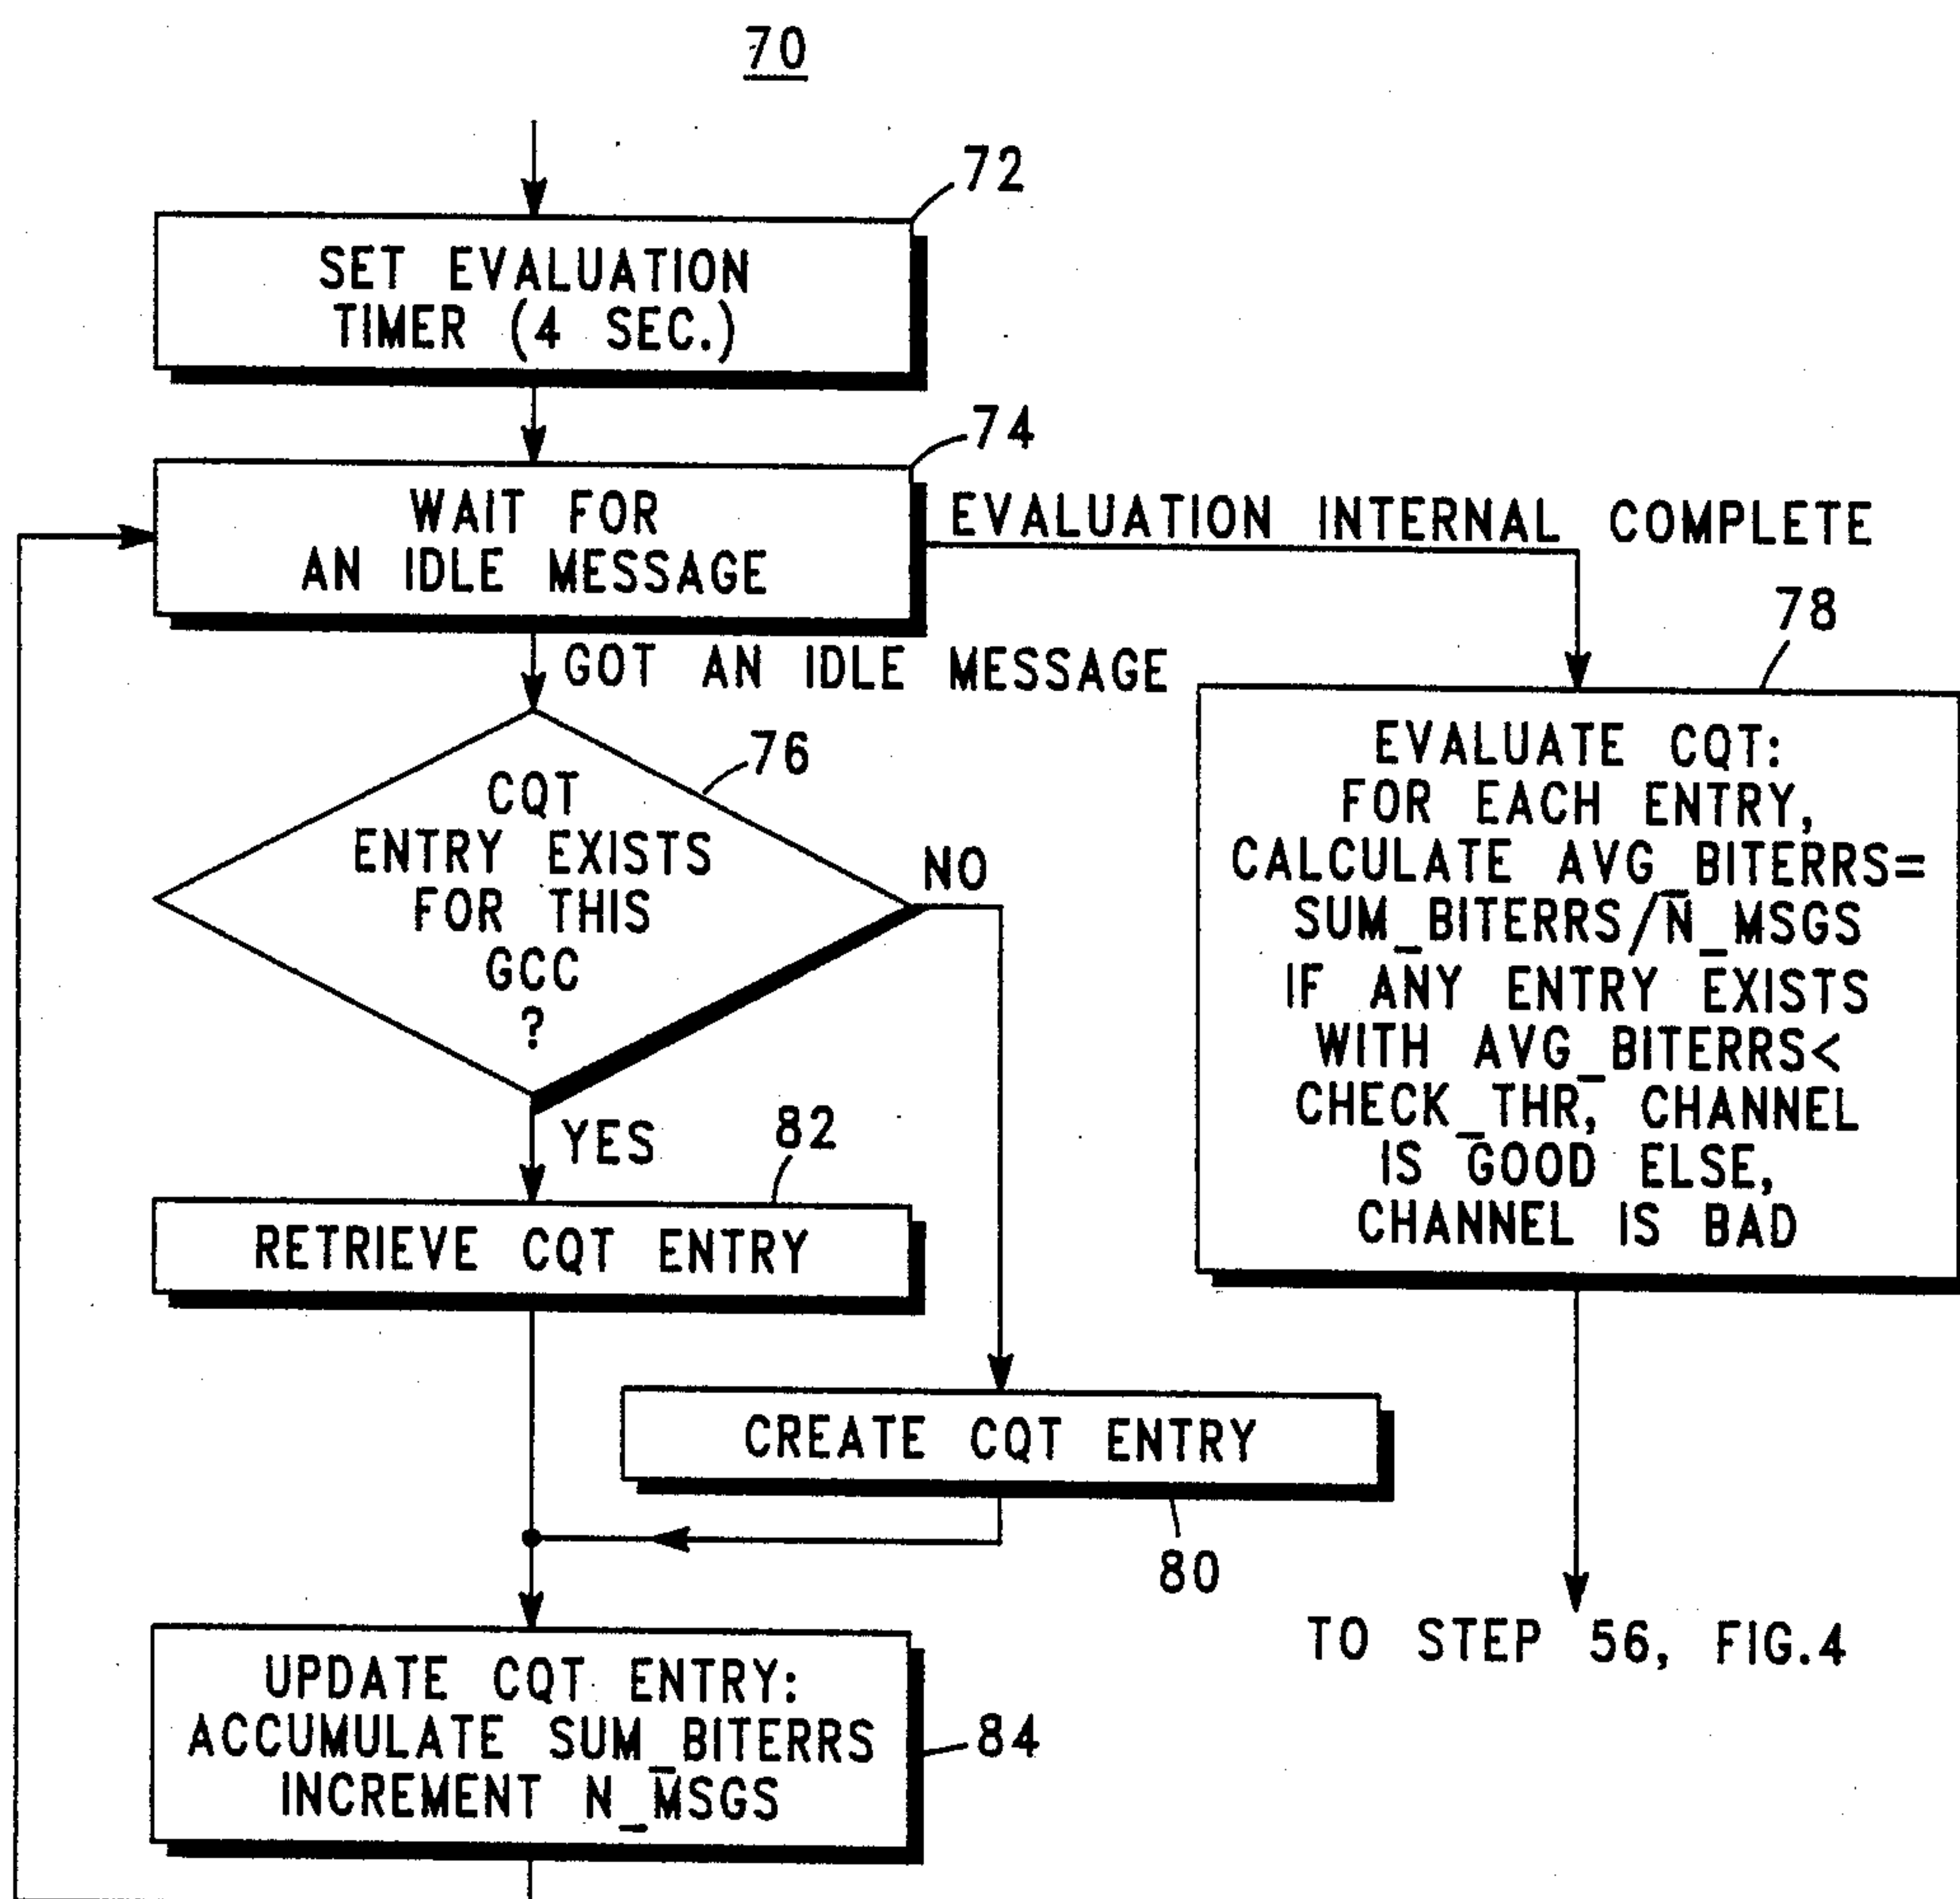 70
72
SET EVALUATION
TIMER (4 SEC.)
74
WAIT FOR
AN IDLE MESSAGE
EVALUATION INTERNAL COMPLETE
GOT AN IDLE MESSAGE
78
76
CQT
ENTRY EXISTS
FOR THIS
GCC
?
NO
YES
EVALUATE CQT:
FOR EACH ENTRY,
CALCULATE AVG_BITERRS=
SUM_BITERRS/N_MSGS
IF ANY ENTRY EXISTS
WITH AVG_BITERRS<
CHECK_THR, CHANNEL
IS GOOD ELSE,
CHANNEL IS BAD
82
RETRIEVE CQT ENTRY
CREATE CQT ENTRY
80
TO STEP 56, FIG.4
UPDATE CQT ENTRY:
ACCUMULATE SUM_BITERRS
INCREMENT N_MSGS
84